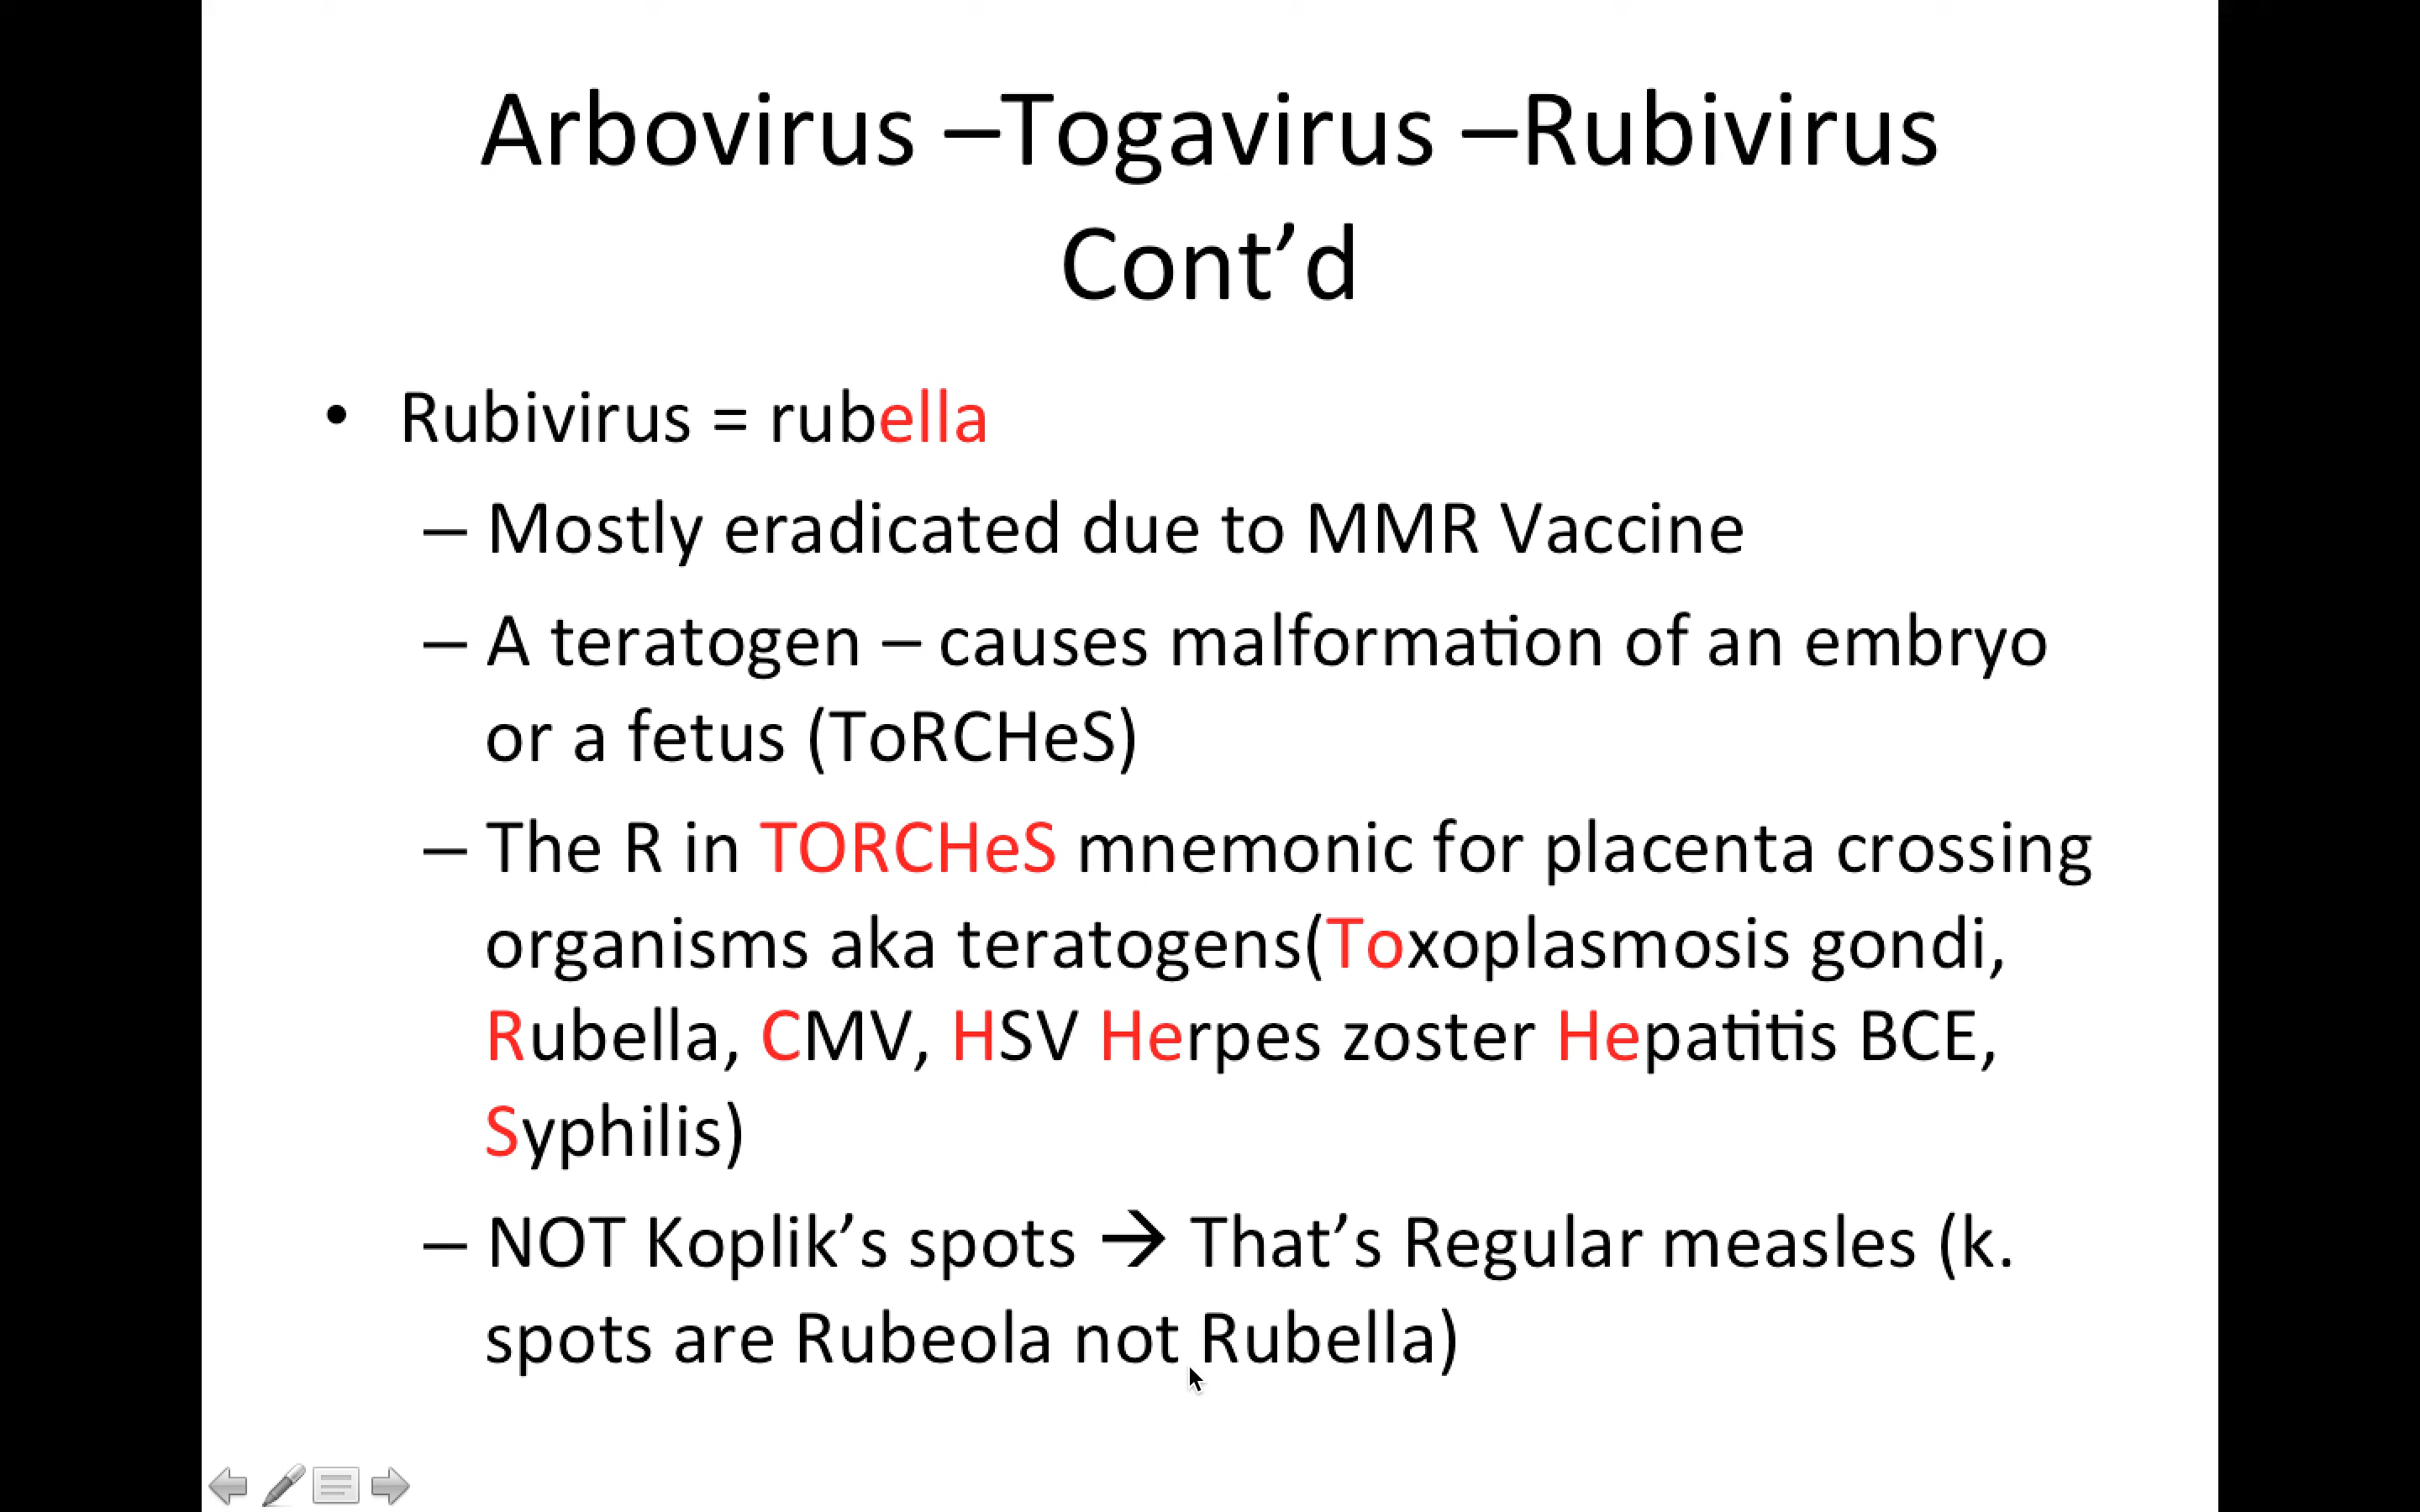 Arbovirus –Togavirus –Rubivirus
Cont’d
• Rubivirus = rubella
– Mostly eradicated due to MMR Vaccine
– A teratogen – causes malformation of an embryo
or a fetus (ToRCHeS)
– The R in TORCHeS mnemonic for placenta crossing
organisms aka teratogens(Toxoplasmosis gondi,
Rubella, CMV, HSV Herpes zoster Hepatitis BCE,
Syphilis)
– NOT Koplik’s spots → That’s Regular measles (k.
spots are Rubeola not Rubella)